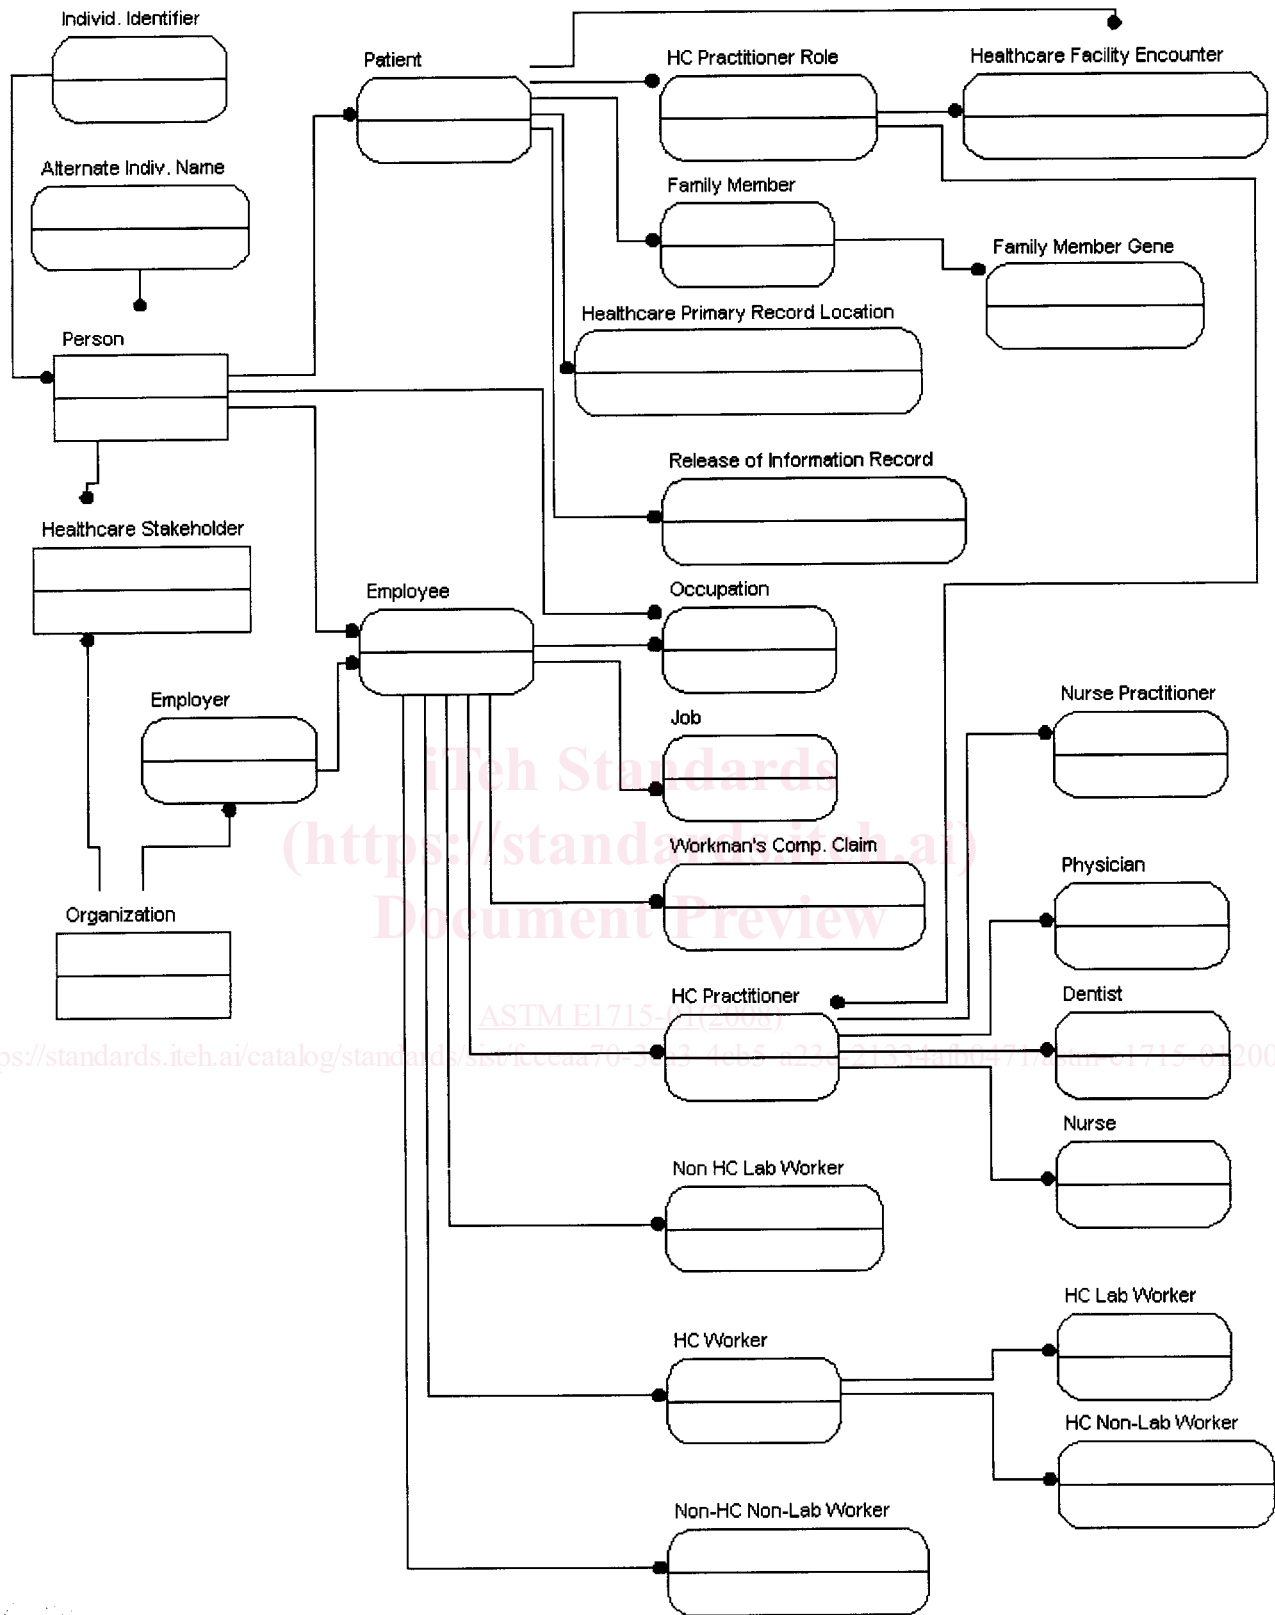 Individ. Identifier
Patient
HC Practitioner Role
Healthcare Facility Encounter
Alternate Indiv. Name
Family Member
Family Member Gene
Healthcare Primary Record Location
Person
Release of Information Record
Healthcare Stakeholder
Employee
Occupation
Employer
Job
Nurse Practitioner
iTeh Standards
(https://standards.iteh.ai)
Document Preview
Workman's Comp. Claim
Physician
Organization
HC Practitioner
Dentist
ASTM E1715-01(2008)
Nurse
Non HC Lab Worker
HC Lab Worker
HC Worker
HC Non-Lab Worker
Non-HC Non-Lab Worker